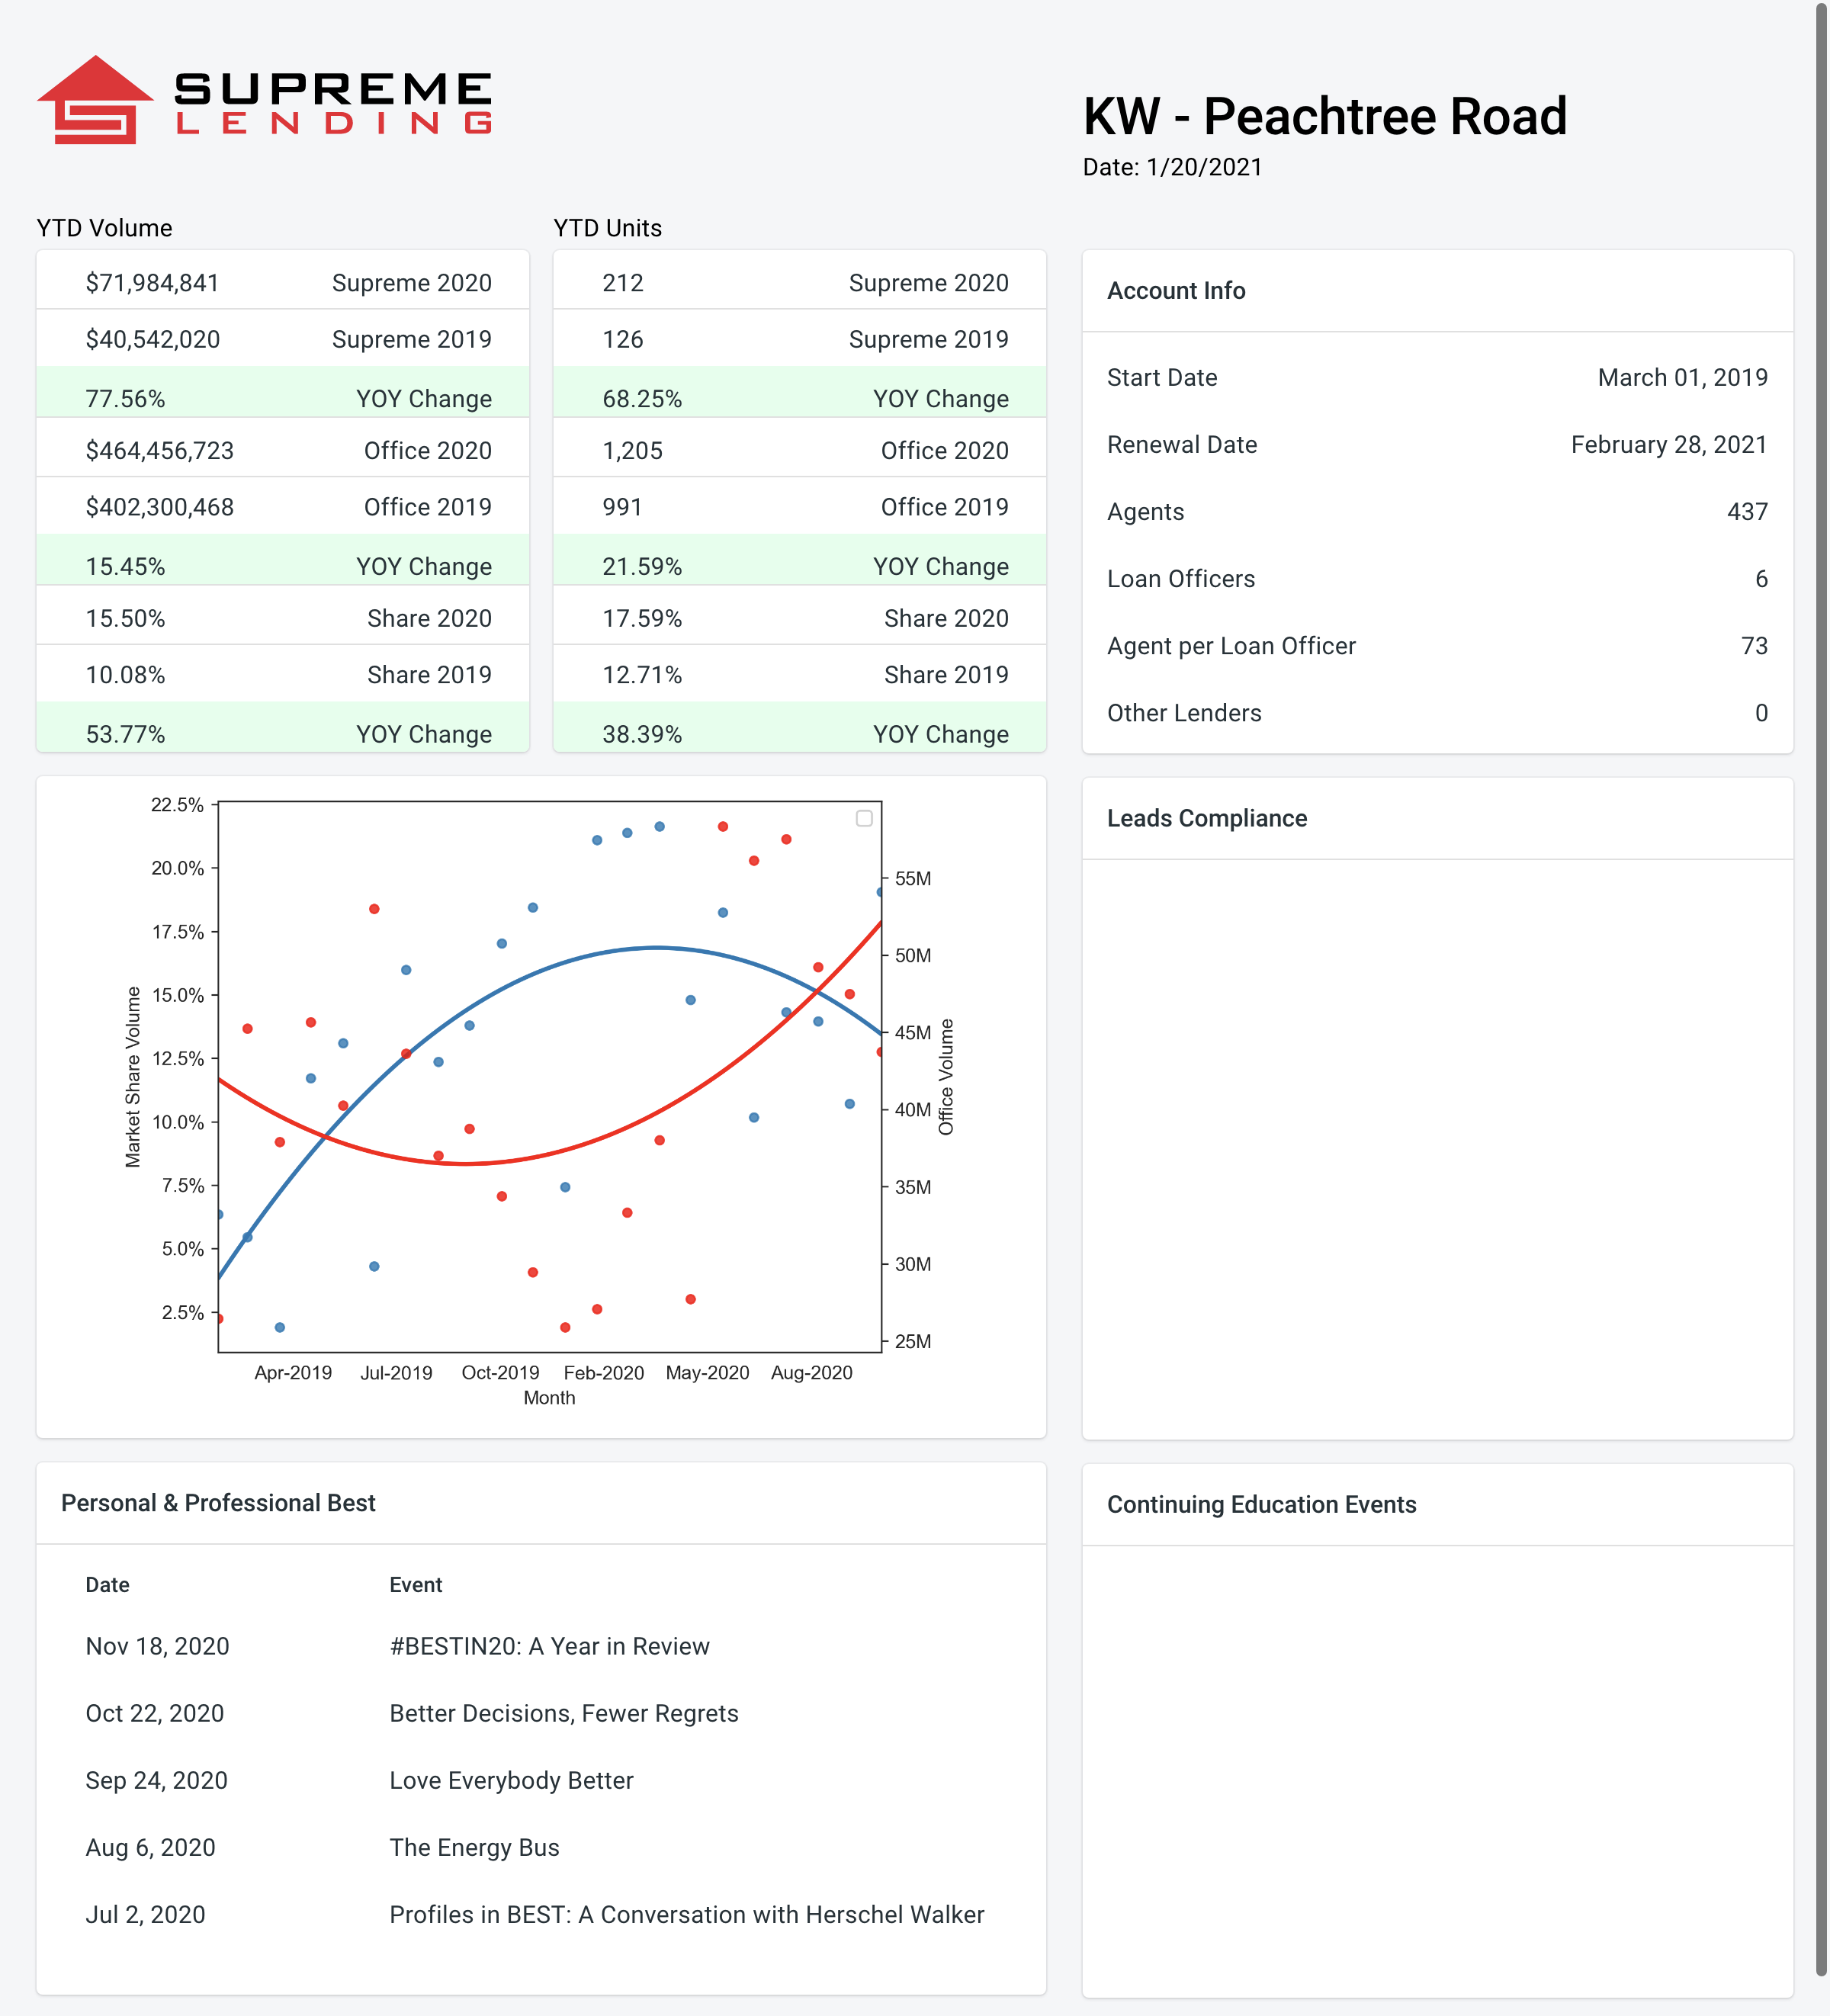 SUPREME
LENDING
KW - Peachtree Road
Date: 1/20/2021
YTD Volume
$71,984,841 Supreme 2020
$40,542,020 Supreme 2019
77.56% YOY Change
$464,456,723 Office 2020
$402,300,468 Office 2019
15.45% YOY Change
15.50% Share 2020
10.08% Share 2019
53.77% YOY Change
YTD Units
212 Supreme 2020
126 Supreme 2019
68.25% YOY Change
1,205 Office 2020
991 Office 2019
21.59% YOY Change
17.59% Share 2020
12.71% Share 2019
38.39% YOY Change
Account Info
Start Date March 01, 2019
Renewal Date February 28, 2021
Agents 437
Loan Officers 6
Agent per Loan Officer 73
Other Lenders 0
Market Share Volume
22.5%
20.0%
17.5%
15.0%
12.5%
10.0%
7.5%
5.0%
2.5%
55M
50M
45M
40M
35M
30M
25M
Office Volume
Apr-2019 Jul-2019 Oct-2019 Feb-2020 May-2020 Aug-2020
Month
Leads Compliance
Personal & Professional Best
Date Event
Nov 18, 2020 #BESTIN20: A Year in Review
Oct 22, 2020 Better Decisions, Fewer Regrets
Sep 24, 2020 Love Everybody Better
Aug 6, 2020 The Energy Bus
Jul 2, 2020 Profiles in BEST: A Conversation with Herschel Walker
Continuing Education Events